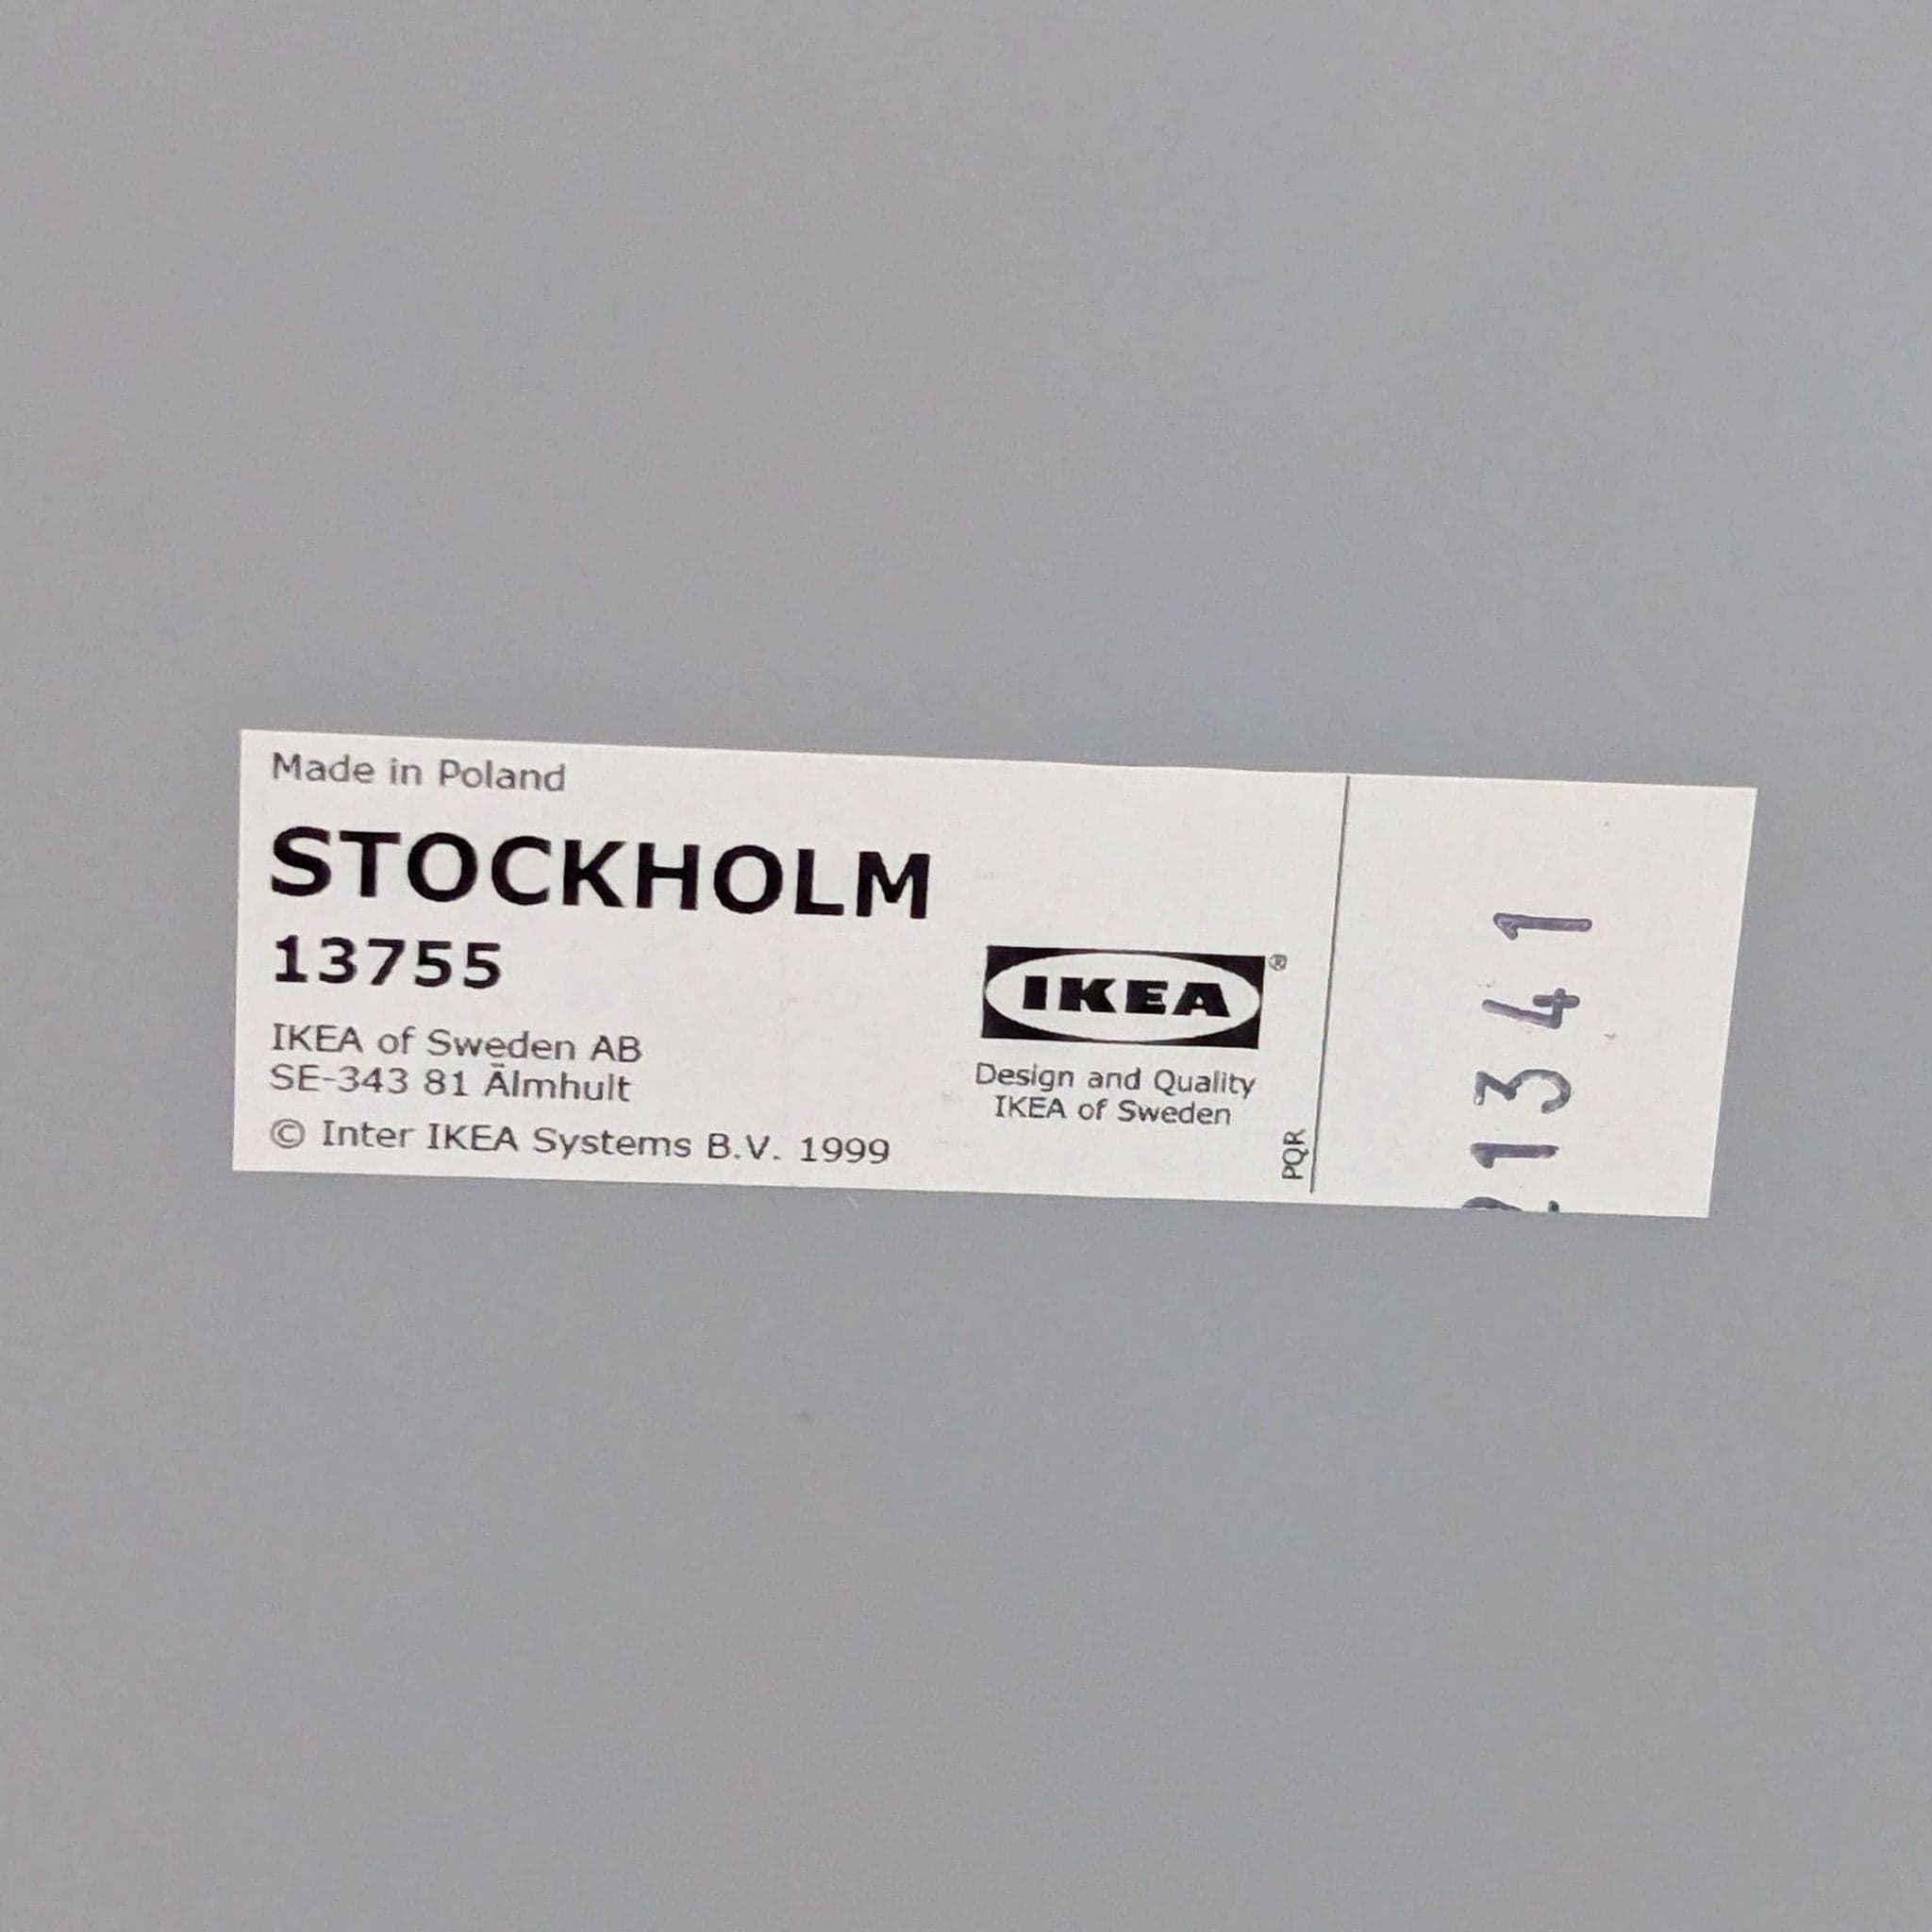 Made in Poland
STOCKHOLM
13755
IKEA of Sweden AB
SE-343 81 Älmhult
© Inter IKEA Systems B.V. 1999
IKEA®
Design and Quality
IKEA of Sweden
PQR
21341